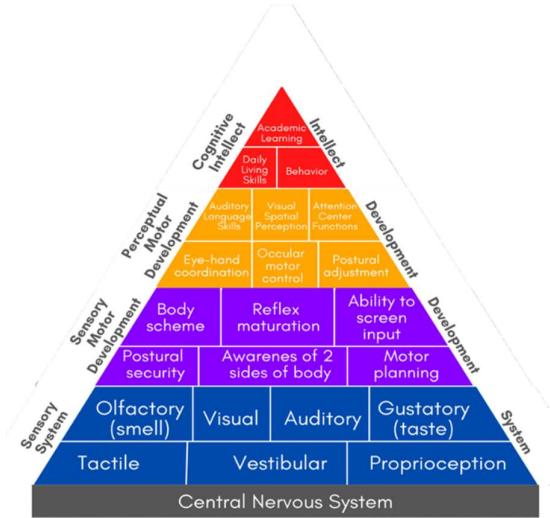 Academic
Learning
Daily
Living
Skills
Behavior
Cognitive
Intellect
Intellect
Auditory
Language
Skills
Visual
Spatial
Perception
Attention
Center
Functions
Eye-hand
coordination
Occular
motor
control
Postural
adjustment
Perceptual
Motor
Development
Development
Body
scheme
Reflex
maturation
Ability to
screen
input
Postural
security
Awarenes of 2
sides of body
Motor
planning
Sensory
Motor
Development
Development
Olfactory
(smell)
Visual
Auditory
Gustatory
(taste)
Tactile
Vestibular
Proprioception
Sensory
System
System
Central Nervous System